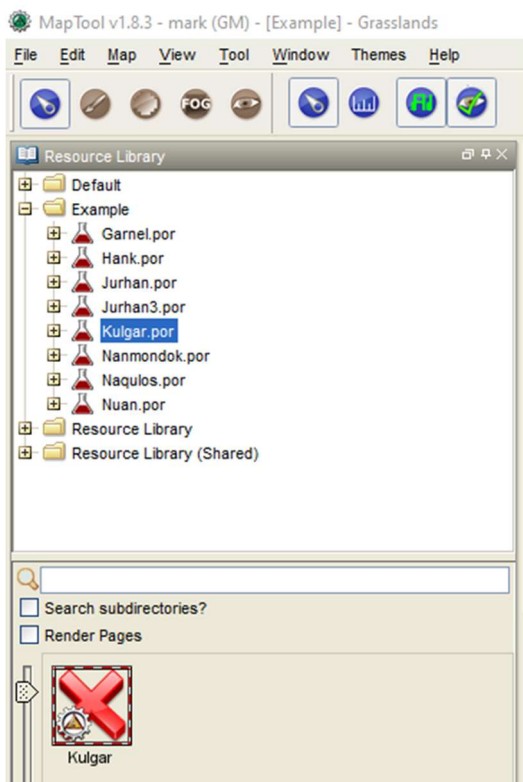 MapTool v1.8.3 - mark (GM) - [Example] - Grasslands
File Edit Map View Tool Window Themes Help
FOG
Resource Library
Default
Example
Garnel.por
Hank.por
Jurhan.por
Jurhan3.por
Kulgar.por
Nanmondok.por
Naqulos.por
Nuan.por
Resource Library
Resource Library (Shared)
Search subdirectories?
Render Pages
Kulgar